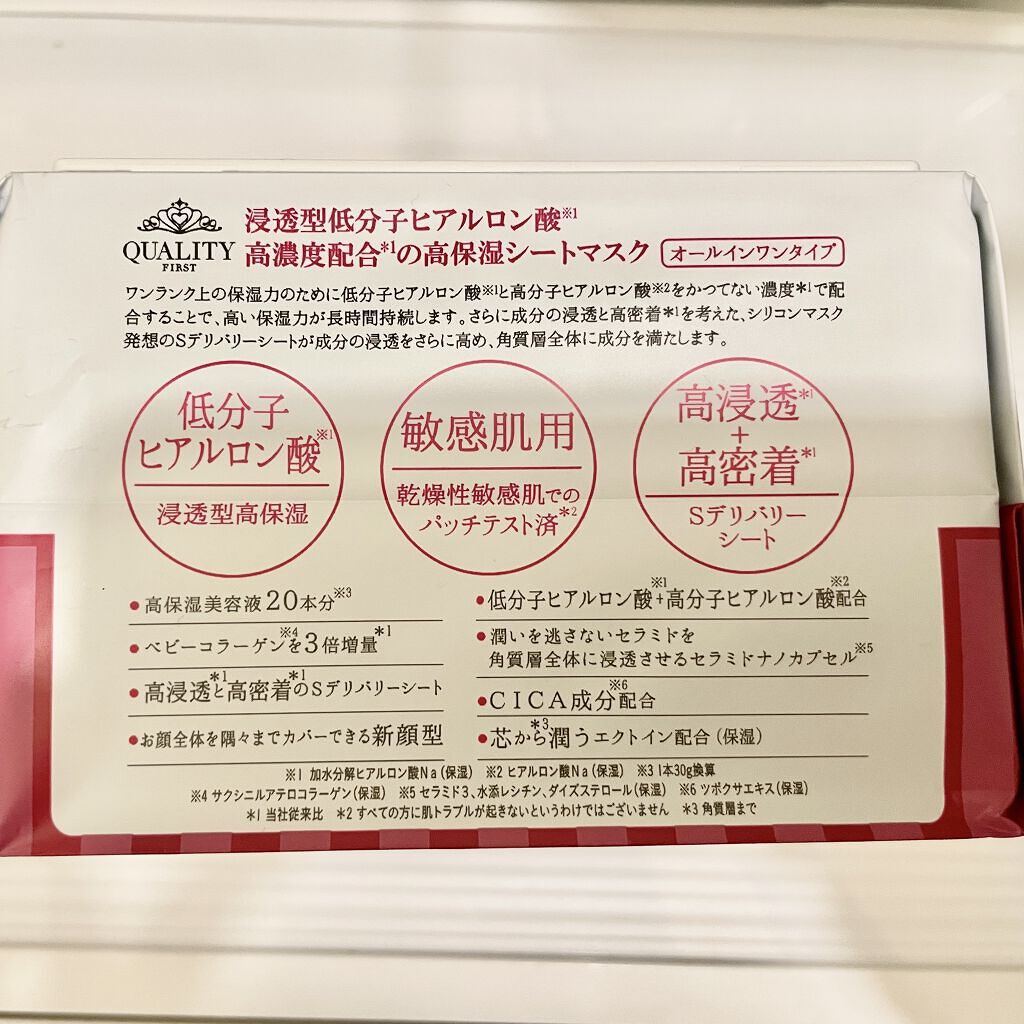 QUALITY
FIRST
浸透型低分子ヒアルロン酸※1
高濃度配合*1の高保湿シートマスク オールインワンタイプ
ワンランク上の保湿力のために低分子ヒアルロン酸※1と高分子ヒアルロン酸※2をかつてない濃度*1で配
合することで、高い保湿力が長時間持続します。さらに成分の浸透と高密着*1を考えた、シリコンマスク
発想のSデリバリーシートが成分の浸透をさらに高め、角質層全体に成分を満たします。
低分子
ヒアルロン酸※1
浸透型高保湿
敏感肌用
乾燥性敏感肌での
パッチテスト済*2
高浸透*1
+
高密着*1
Sデリバリー
シート
●高保湿美容液20本分※3
●ベビーコラーゲン※4を3倍増量*1
●高浸透*1と高密着*1のSデリバリーシート
●お顔全体を隅々までカバーできる新顔型
●低分子ヒアルロン酸※1+高分子ヒアルロン酸※2配合
●潤いを逃さないセラミドを
角質層全体に浸透させるセラミドナノカプセル※5
●CICA成分※6配合
●芯から*3潤うエクトイン配合(保湿)
※1 加水分解ヒアルロン酸Na(保湿) ※2 ヒアルロン酸Na(保湿) ※3 1本30g換算
※4 サクシニルアテロコラーゲン(保湿) ※5 セラミド3、水添レシチン、ダイズステロール(保湿) ※6 ツボクサエキス(保湿)
*1 当社従来比 *2 すべての方に肌トラブルが起きないというわけではございません *3 角質層まで